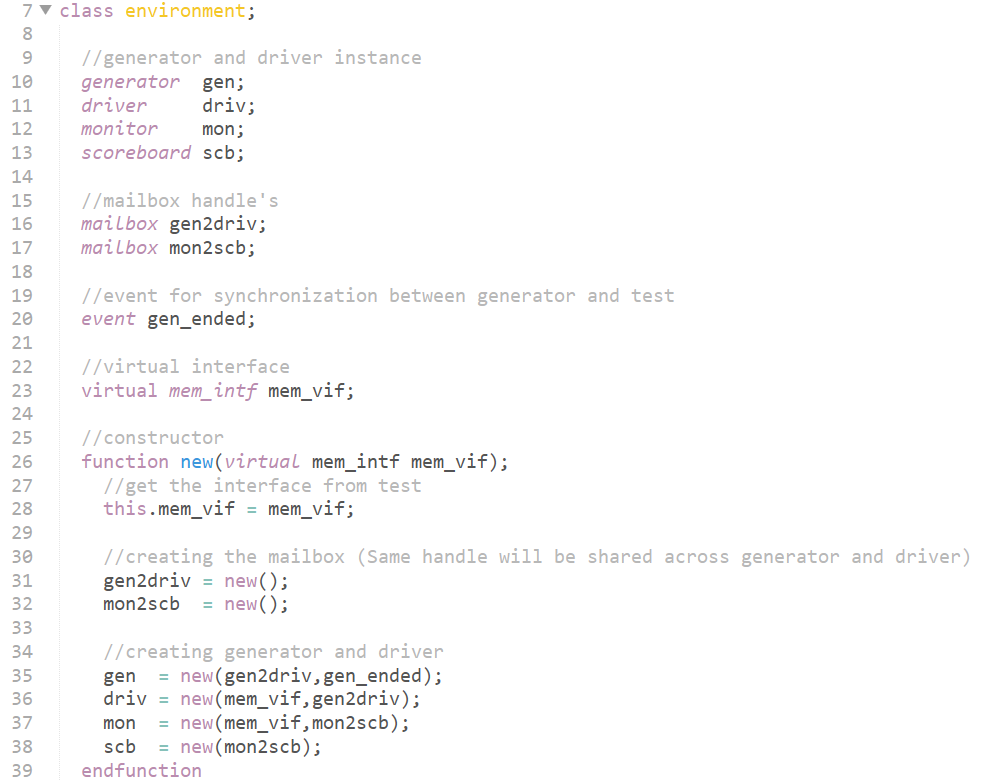 7 class environment;
8
9 //generator and driver instance
10 generator  gen;
11 driver     driv;
12 monitor    mon;
13 scoreboard scb;
14
15 //mailbox handle's
16 mailbox gen2driv;
17 mailbox mon2scb;
18
19 //event for synchronization between generator and test
20 event gen_ended;
21
22 //virtual interface
23 virtual mem_intf mem_vif;
24
25 //constructor
26 function new(virtual mem_intf mem_vif);
27 //get the interface from test
28 this.mem_vif = mem_vif;
29
30 //creating the mailbox (Same handle will be shared across generator and driver)
31 gen2driv = new();
32 mon2scb  = new();
33
34 //creating generator and driver
35 gen  = new(gen2driv,gen_ended);
36 driv = new(mem_vif,gen2driv);
37 mon  = new(mem_vif,mon2scb);
38 scb  = new(mon2scb);
39 endfunction